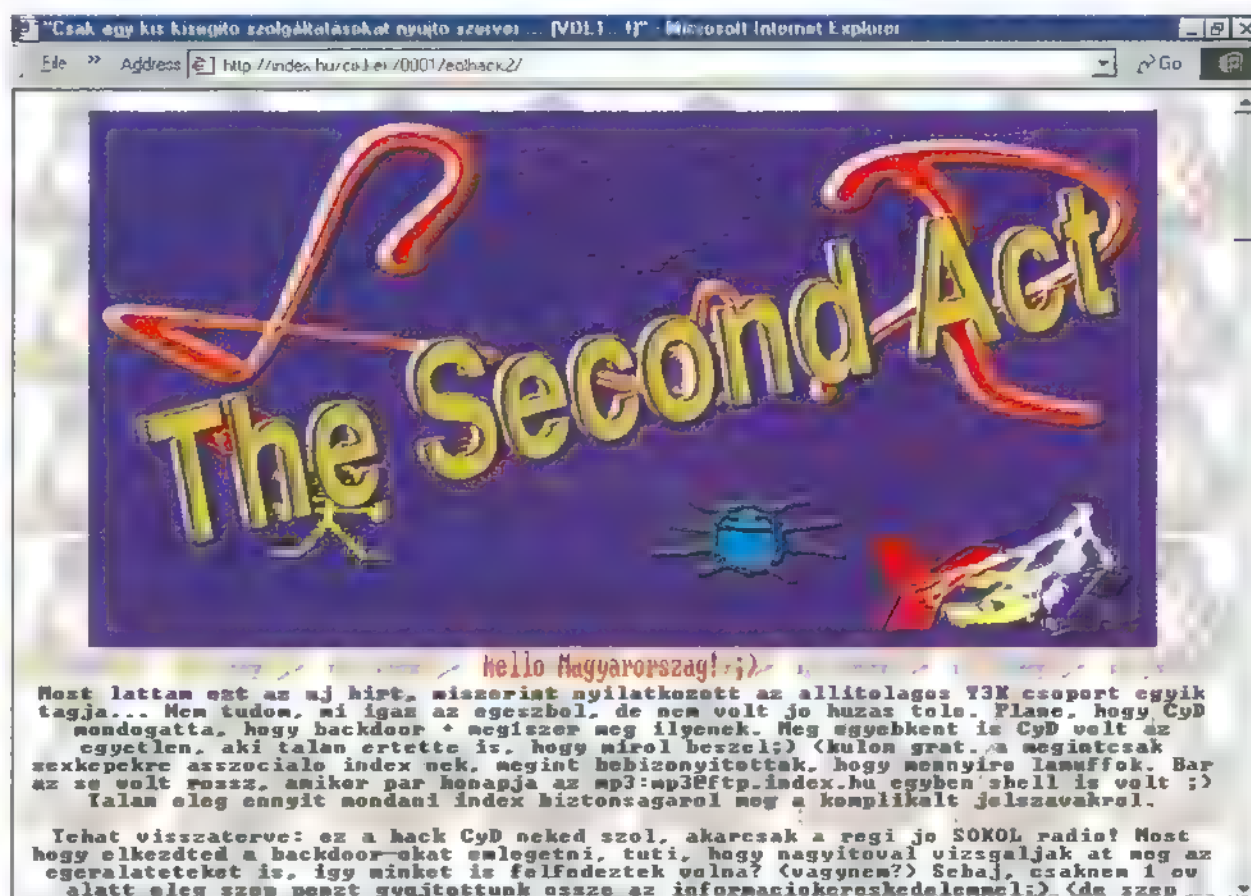 "Csak egy kis kisegito szolgáltatásokat nyujto szerver ... - Microsoft Internet Explorer
File » Address http://index.hu/ /0001/eolhack2/ Go
The Second Act
Hello Magyarorszag! ;)
Most lattam ezt az uj hirt, miszerint nyilatkozott az allitolagos T3K csoport egyik
tagja... Nem tudom, mi igaz az egeszbol, de nem volt jo huzas tole. Plane, hogy CyD
mondogatta, hogy backdoor + megiszer meg ilyenek. Meg egyebkent is CyD volt az
egyetlen, aki talan ertette is, hogy mirol beszel;) (kulon grat. a megintcsak
sexkepekre asszocialo index nek, megint bebizonyitottak, hogy mennyire lamuffok. Bar
az se volt rossz, amikor par honapja az mp3:mp3@ftp.index.hu egyben shell is volt ;)
Talan eleg ennyit mondani index biztonsagarol meg a komplikalt jelszavakrol.
Tehat visszaterve: ez a hack CyD neked szol, akarcsak a regi jo SOKOL radio! Most
hogy elkezdted a backdoor-okat emlegetni, tuti, hogy nagyitoval vizsgaljak at meg az
egeralateteket is, igy minket is felfedeztek volna? (vagynem?) Sebaj, csaknem 1 ev
alatt eleg szep penzt gyujtottunk ossze az informaciokereskedelemmel;)